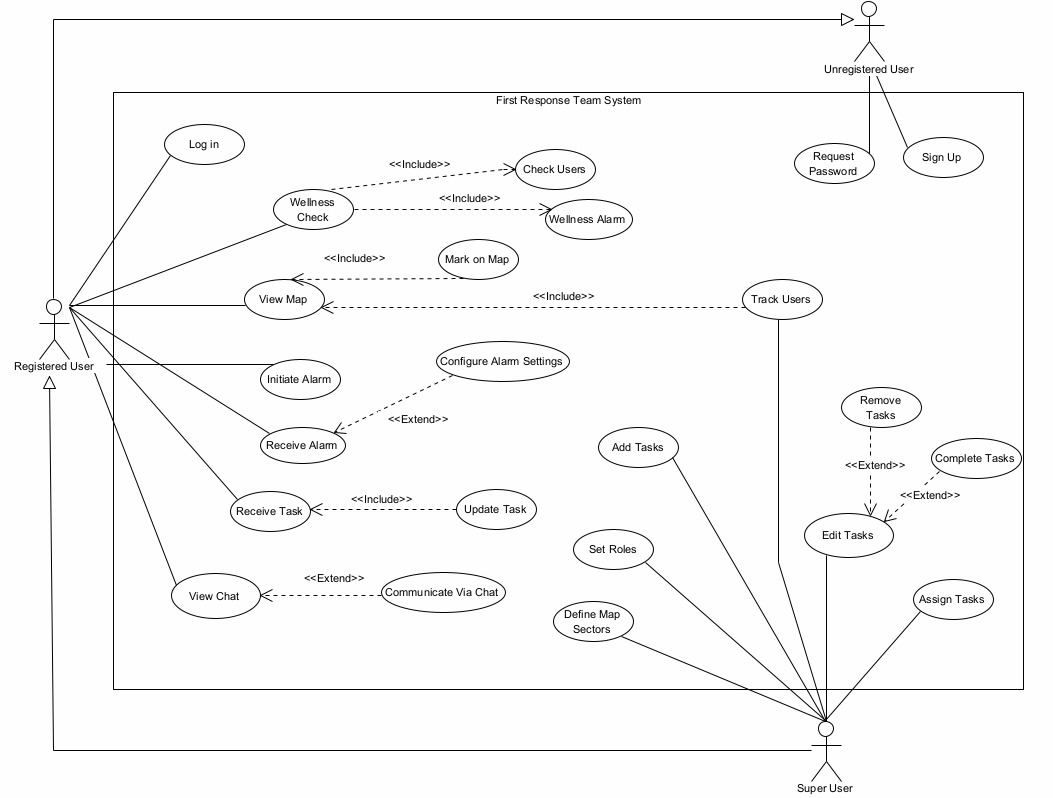 Unregistered User
First Response Team System
Log in
Request
Password
Sign Up
<<Include>>
Check Users
Wellness
Check
<<Include>>
Wellness Alarm
<<Include>>
Mark on Map
View Map
<<Include>>
Track Users
Registered User
Initiate Alarm
Configure Alarm Settings
<<Extend>>
Receive Alarm
Remove
Tasks
Add Tasks
<<Extend>>
Complete Tasks
<<Extend>>
Receive Task
<<Include>>
Update Task
Edit Tasks
Set Roles
<<Extend>>
View Chat
Communicate Via Chat
Assign Tasks
Define Map
Sectors
Super User